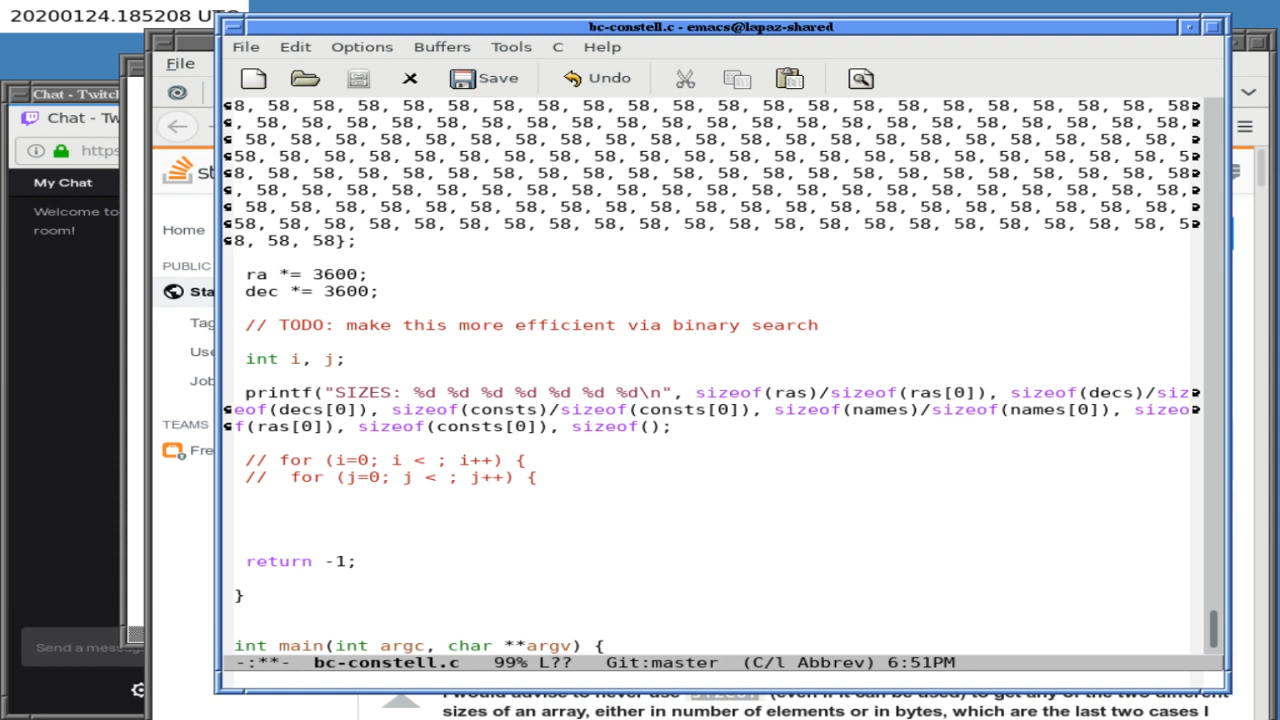 20200124.185208 UTC
bc-constell.c - emacs@lapaz-shared
File Edit Options Buffers Tools C Help
Save Undo
8, 58, 58, 58, 58, 58, 58, 58, 58, 58, 58, 58, 58, 58, 58, 58, 58, 58, 58, 58, 58, 58
, 58, 58, 58, 58, 58, 58, 58, 58, 58, 58, 58, 58, 58, 58, 58, 58, 58, 58, 58, 58, 58,
58, 58, 58, 58, 58, 58, 58, 58, 58, 58, 58, 58, 58, 58, 58, 58, 58, 58, 58, 58, 58,
58, 58, 58, 58, 58, 58, 58, 58, 58, 58, 58, 58, 58, 58, 58, 58, 58, 58, 58, 58, 58, 5
8, 58, 58, 58, 58, 58, 58, 58, 58, 58, 58, 58, 58, 58, 58, 58, 58, 58, 58, 58, 58, 58
, 58, 58, 58, 58, 58, 58, 58, 58, 58, 58, 58, 58, 58, 58, 58, 58, 58, 58, 58, 58, 58,
58, 58, 58, 58, 58, 58, 58, 58, 58, 58, 58, 58, 58, 58, 58, 58, 58, 58, 58, 58, 58,
58, 58, 58, 58, 58, 58, 58, 58, 58, 58, 58, 58, 58, 58, 58, 58, 58, 58, 58, 58, 58, 5
8, 58, 58};
ra *= 3600;
dec *= 3600;
// TODO: make this more efficient via binary search
int i, j;
printf("SIZES: %d %d %d %d %d %d %d\n", sizeof(ras)/sizeof(ras[0]), sizeof(decs)/siz
eof(decs[0]), sizeof(consts)/sizeof(consts[0]), sizeof(names)/sizeof(names[0]), sizeo
f(ras[0]), sizeof(consts[0]), sizeof();
// for (i=0; i < ; i++) {
//  for (j=0; j < ; j++) {
return -1;
}
int main(int argc, char **argv) {
-:**-  bc-constell.c   99% L??   Git:master  (C/l Abbrev) 6:51PM
Chat - Twitch
Chat - Tw
https
My Chat
Welcome to
room!
Send a messag
File
st
Home
PUBLIC
Sta
Tag
Use
Job
TEAMS
Fre
sizes of an array, either in number of elements or in bytes, which are the last two cases I